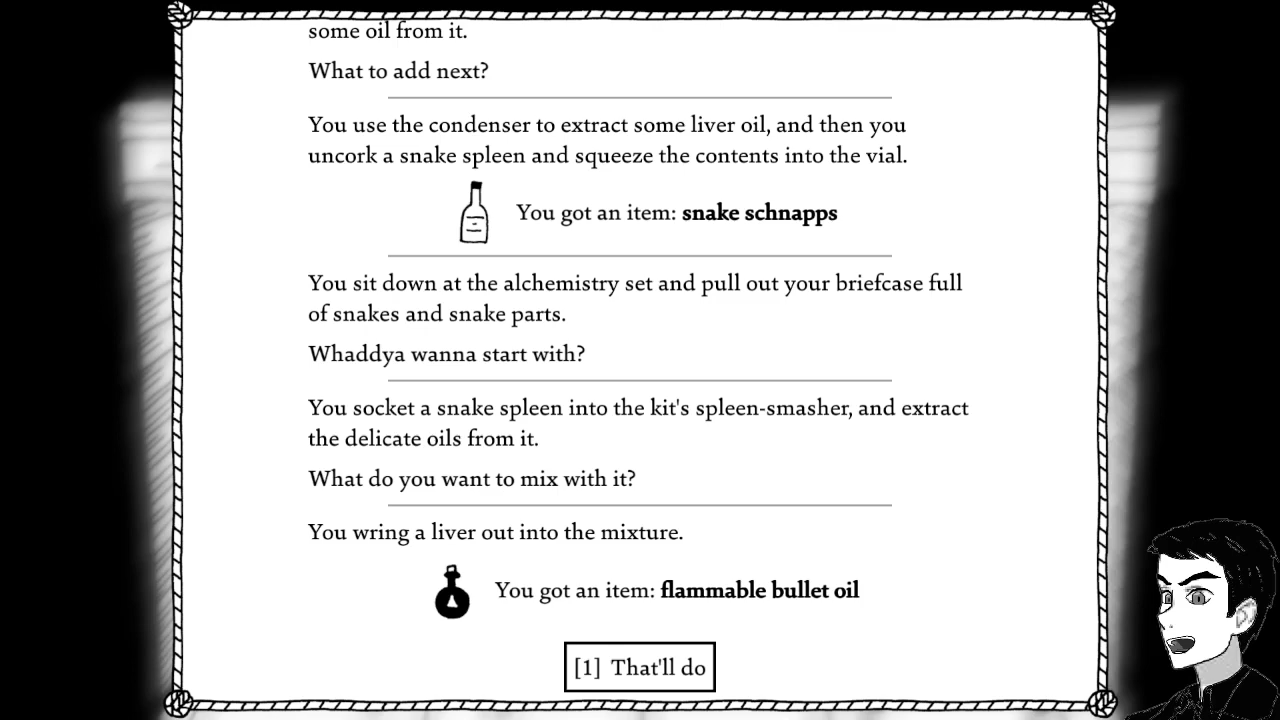 some oil from it.
What to add next?
You use the condenser to extract some liver oil, and then you
uncork a snake spleen and squeeze the contents into the vial.
You got an item: snake schnapps
You sit down at the alchemistry set and pull out your briefcase full
of snakes and snake parts.
Whaddya wanna start with?
You socket a snake spleen into the kit's spleen-smasher, and extract
the delicate oils from it.
What do you want to mix with it?
You wring a liver out into the mixture.
You got an item: flammable bullet oil
[1] That'll do